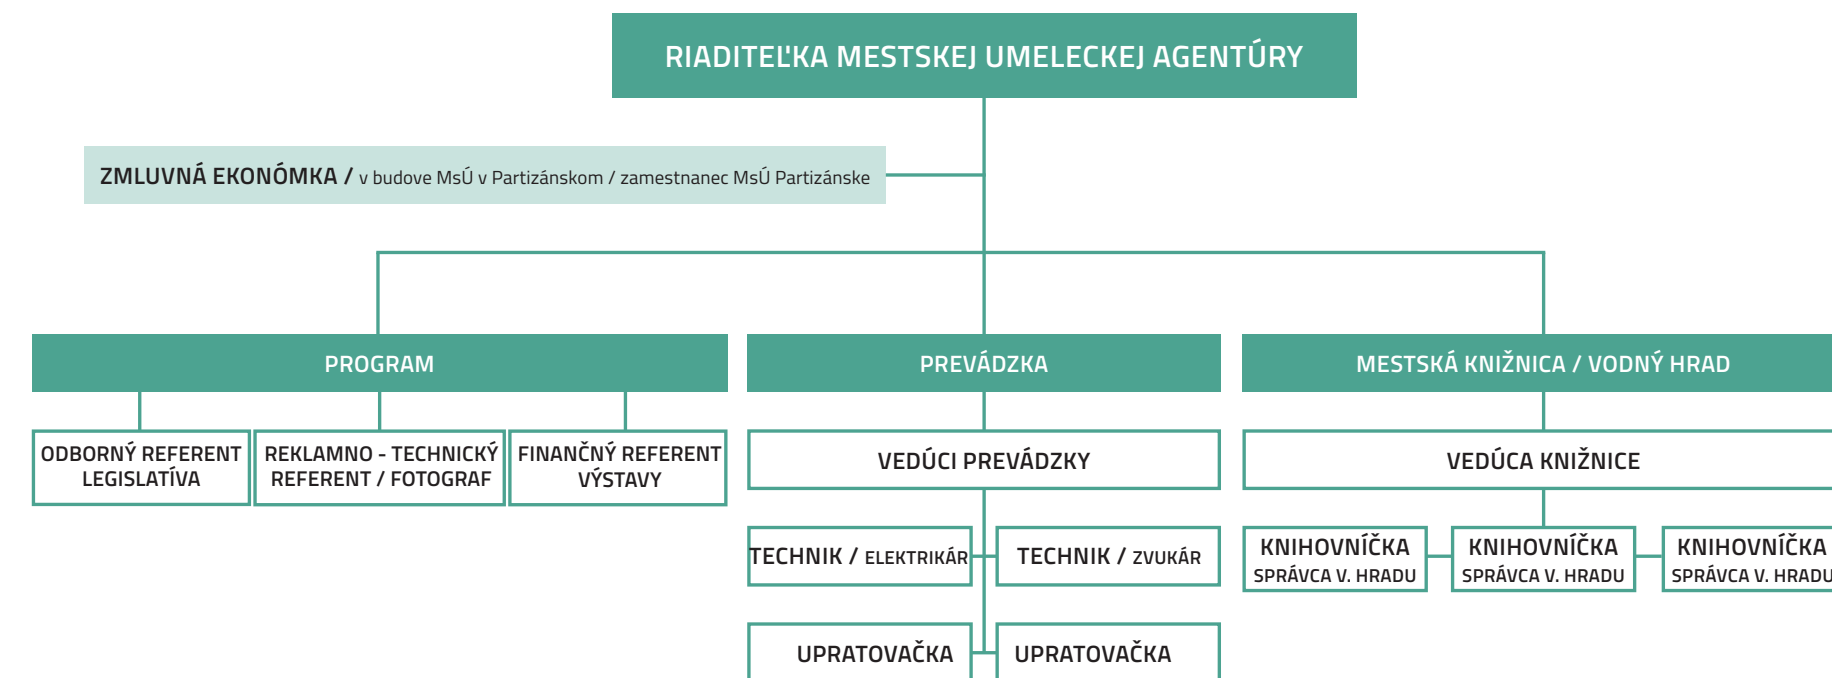 RIADITEĽKA MESTSKEJ UMELECKEJ AGENTÚRY
ZMLUVNÁ EKONÓMKA / v budove MsÚ v Partizánskom / zamestnanec MsÚ Partizánske
PROGRAM
PREVÁDZKA
MESTSKÁ KNIŽNICA / VODNÝ HRAD
ODBORNÝ REFERENT
LEGISLATÍVA
REKLAMNO - TECHNICKÝ
REFERENT / FOTOGRAF
FINANČNÝ REFERENT
VÝSTAVY
VEDÚCI PREVÁDZKY
VEDÚCA KNIŽNICE
TECHNIK / ELEKTRIKÁR
TECHNIK / ZVUKÁR
KNIHOVNÍČKA
SPRÁVCA V. HRADU
KNIHOVNÍČKA
SPRÁVCA V. HRADU
KNIHOVNÍČKA
SPRÁVCA V. HRADU
UPRATOVAČKA
UPRATOVAČKA